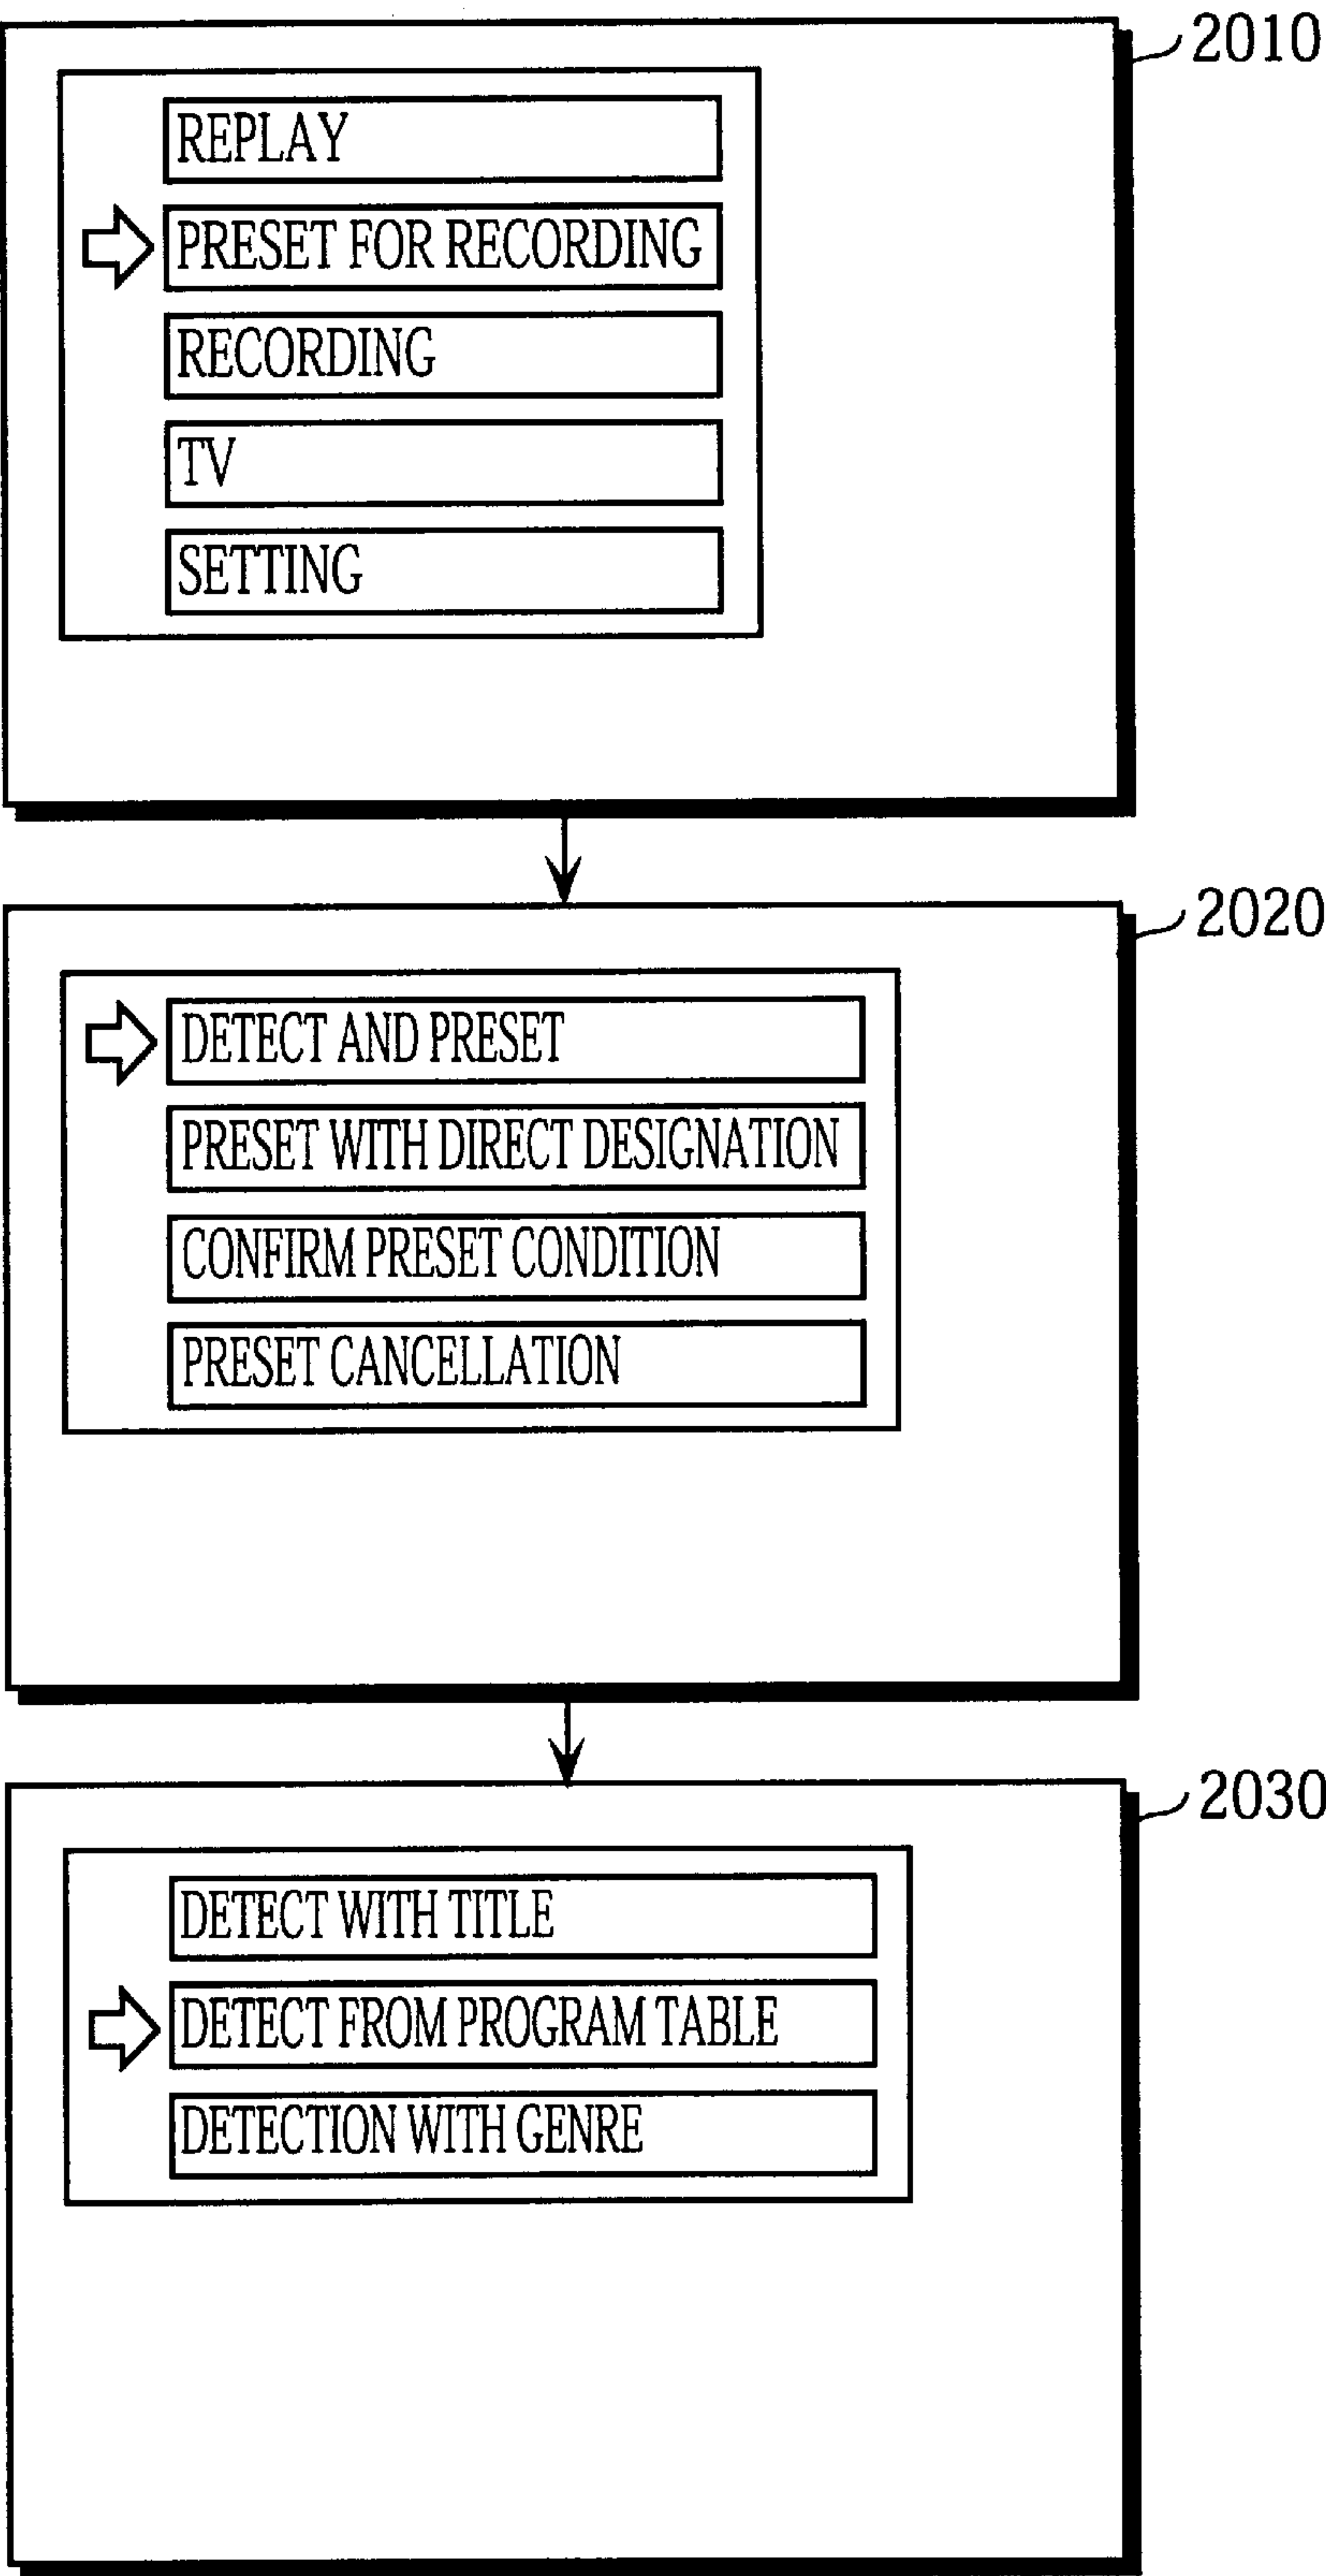 2010
REPLAY
PRESET FOR RECORDING
RECORDING
TV
SETTING
2020
DETECT AND PRESET
PRESET WITH DIRECT DESIGNATION
CONFIRM PRESET CONDITION
PRESET CANCELLATION
2030
DETECT WITH TITLE
DETECT FROM PROGRAM TABLE
DETECTION WITH GENRE